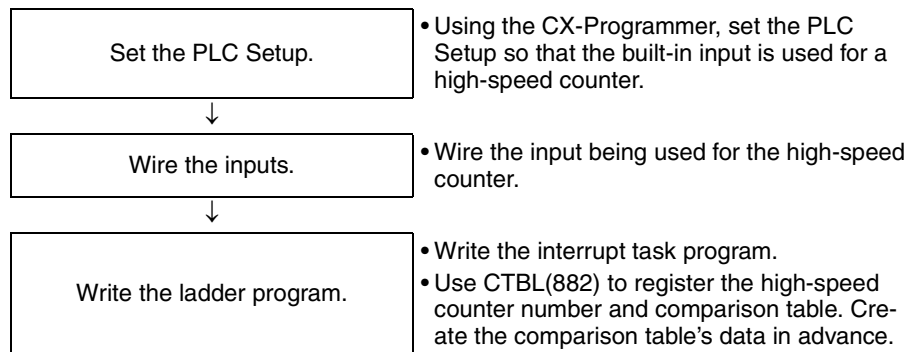 Set the PLC Setup.
• Using the CX-Programmer, set the PLC
Setup so that the built-in input is used for a
high-speed counter.
↓
Wire the inputs.
• Wire the input being used for the high-speed
counter.
↓
Write the ladder program.
• Write the interrupt task program.
• Use CTBL(882) to register the high-speed
counter number and comparison table. Cre-
ate the comparison table's data in advance.